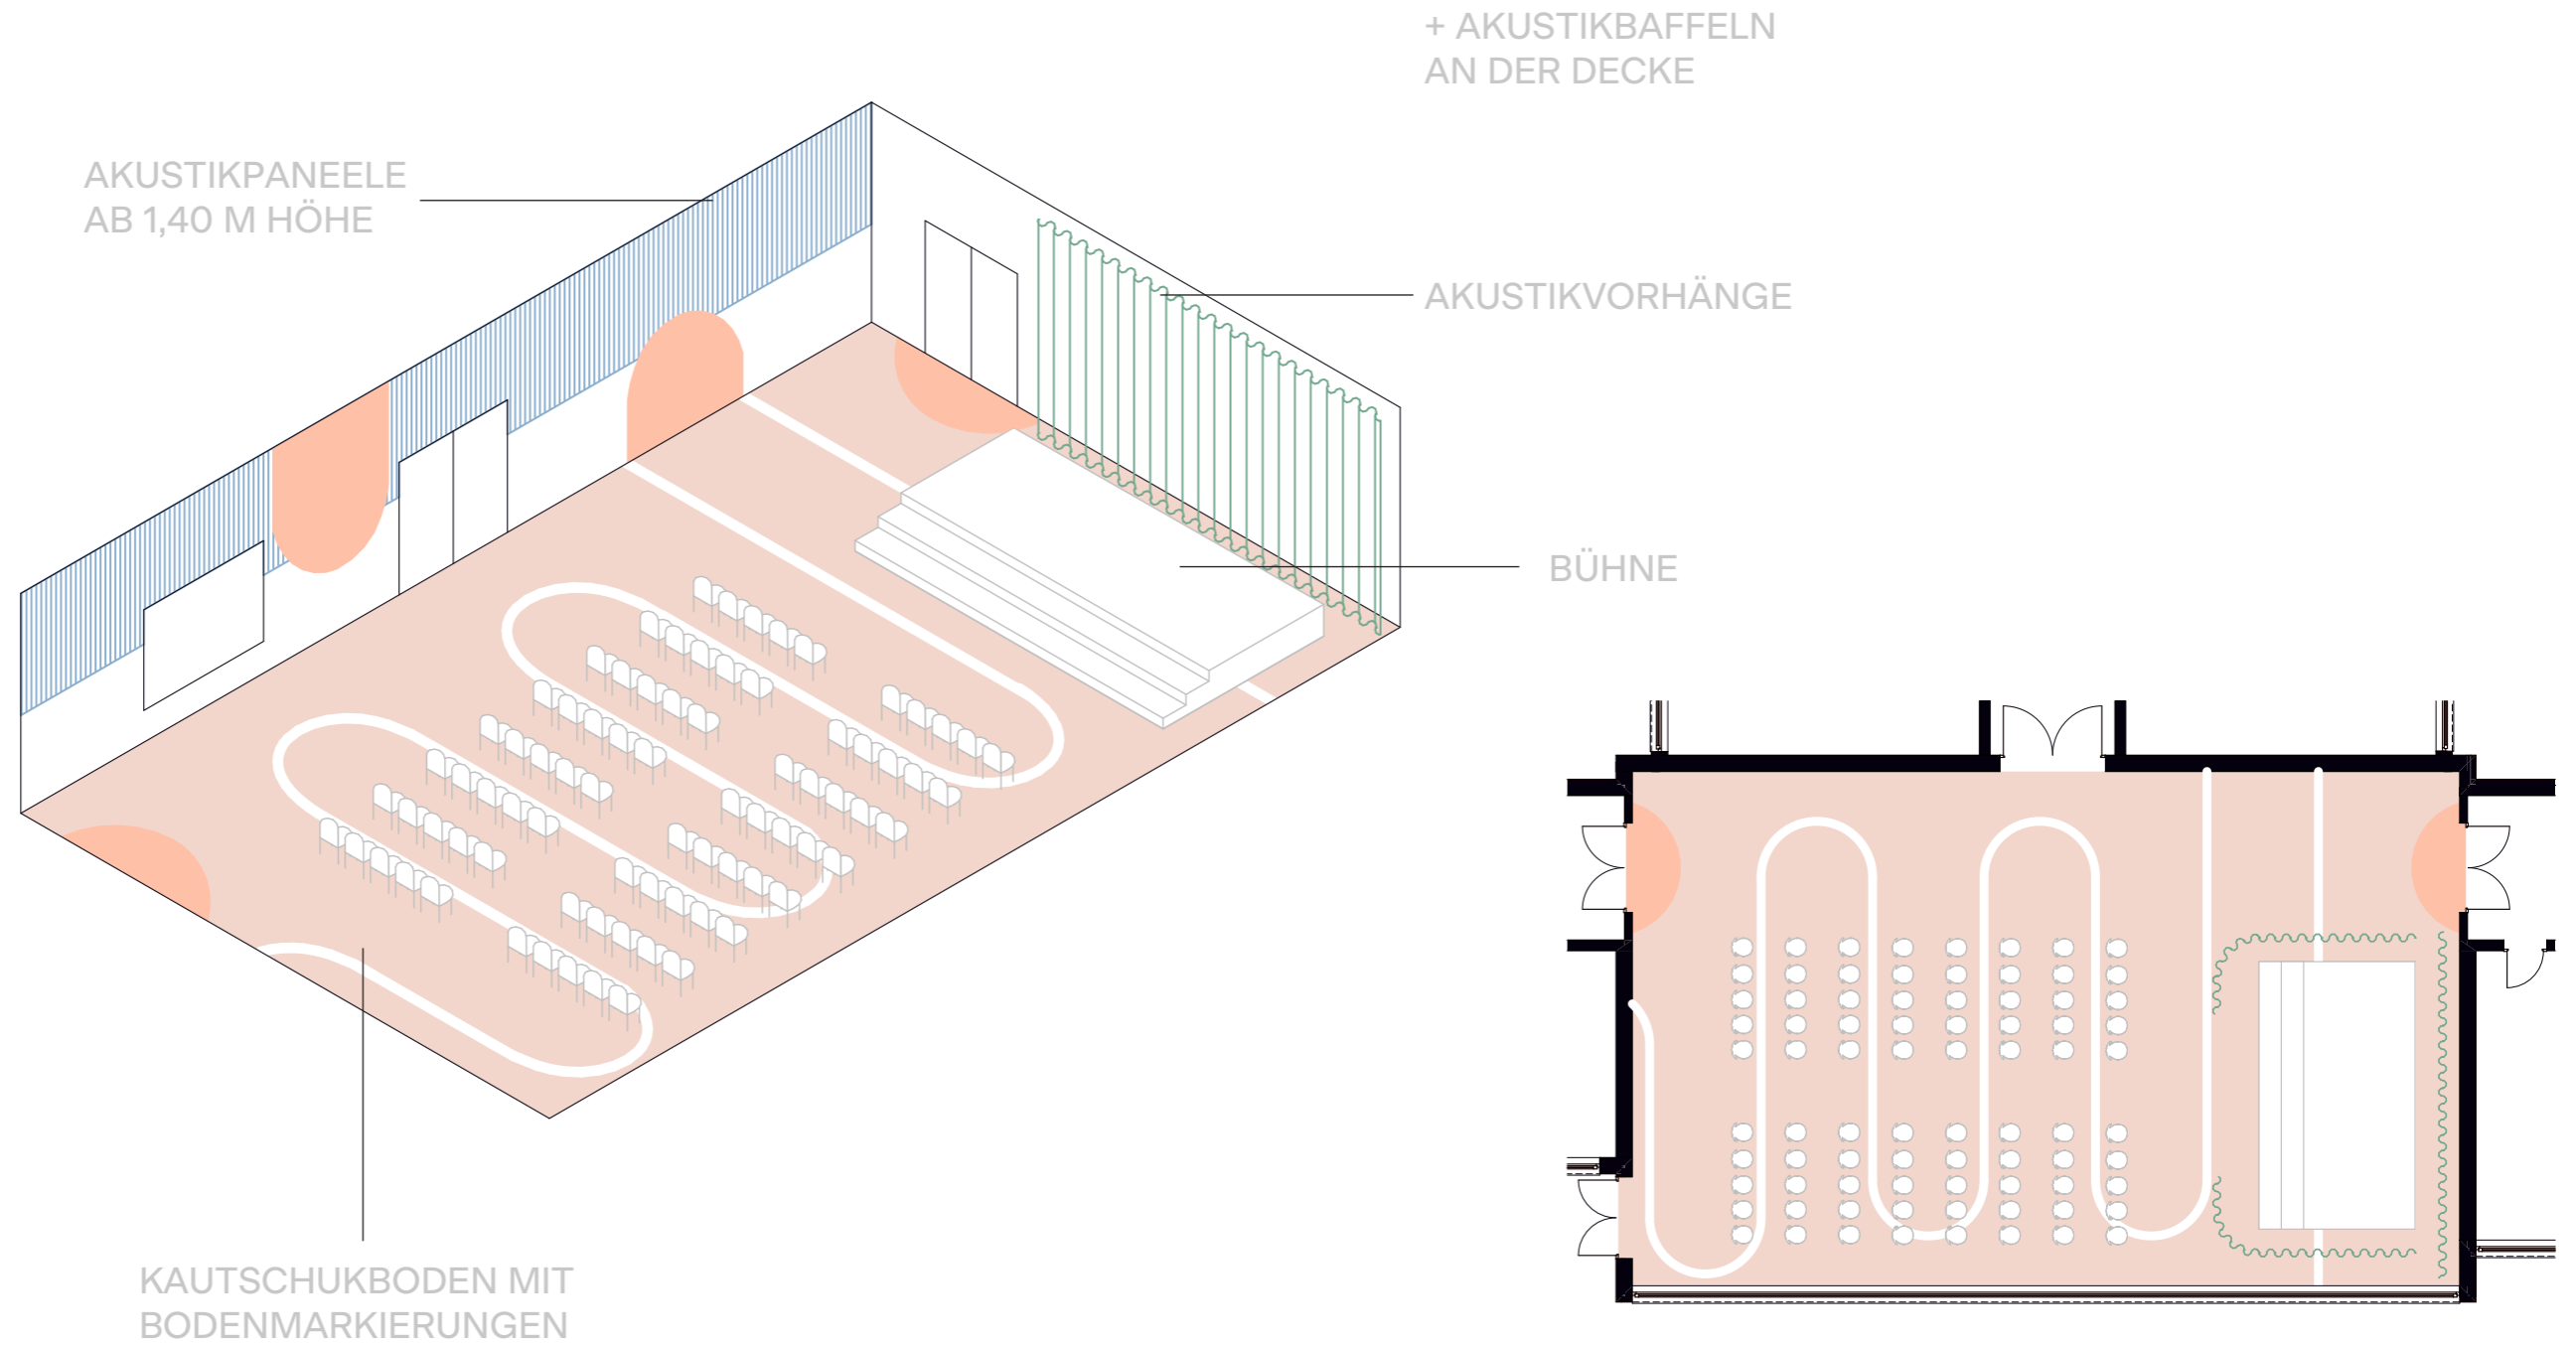 + AKUSTIKBAFFELN
AN DER DECKE
AKUSTIKPANEELE
AB 1,40 M HÖHE
AKUSTIKVORHÄNGE
BÜHNE
KAUTSCHUKBODEN MIT
BODENMARKIERUNGEN